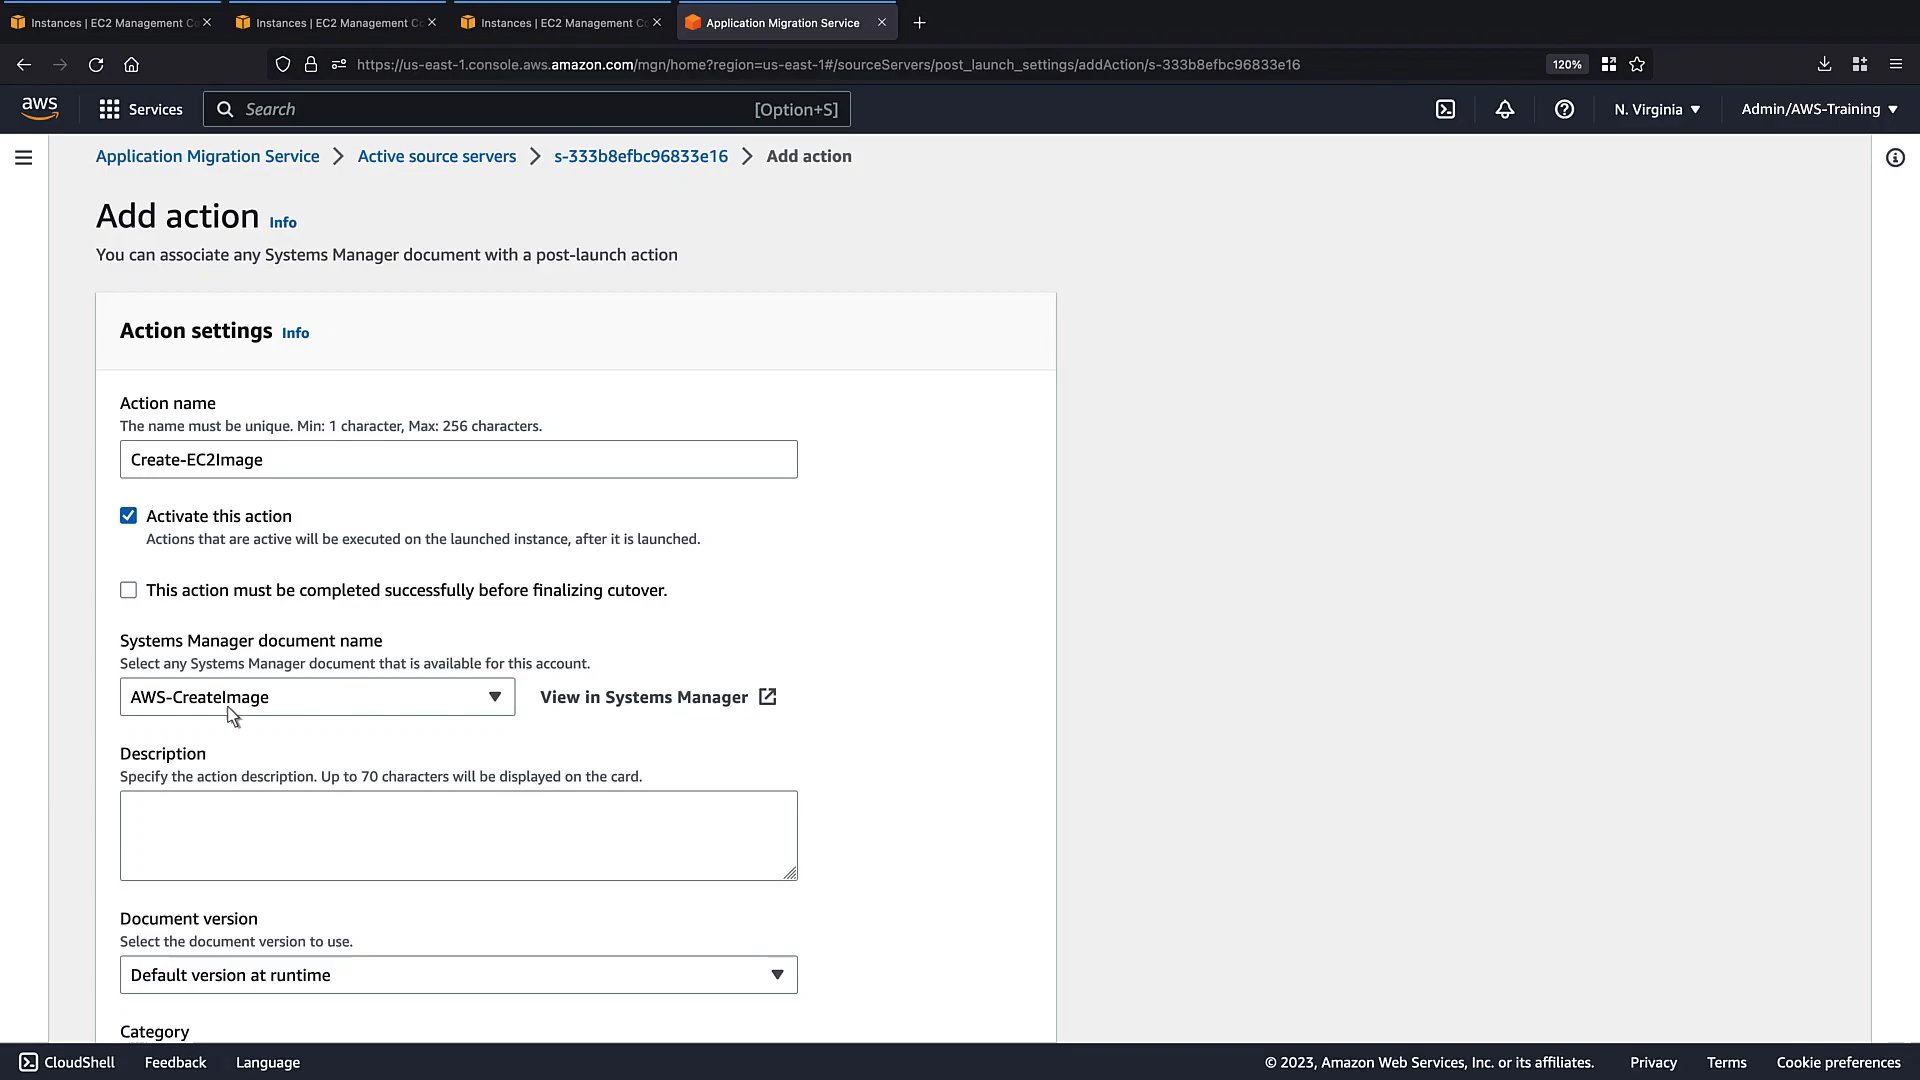 Instances | EC2 Management Co
Instances | EC2 Management Co
Instances | EC2 Management Co
Application Migration Service
https://us-east-1.console.aws.amazon.com/mgn/home?region=us-east-1#/sourceServers/post_launch_settings/addAction/s-333b8efbc96833e16
120%
aws
Services
Search
[Option+S]
N. Virginia
Admin/AWS-Training
Application Migration Service
Active source servers
s-333b8efbc96833e16
Add action
Add action Info
You can associate any Systems Manager document with a post-launch action
Action settings Info
Action name
The name must be unique. Min: 1 character, Max: 256 characters.
Create-EC2Image
Activate this action
Actions that are active will be executed on the launched instance, after it is launched.
This action must be completed successfully before finalizing cutover.
Systems Manager document name
Select any Systems Manager document that is available for this account.
AWS-CreateImage
View in Systems Manager
Description
Specify the action description. Up to 70 characters will be displayed on the card.
Document version
Select the document version to use.
Default version at runtime
Category
CloudShell
Feedback
Language
© 2023, Amazon Web Services, Inc. or its affiliates.
Privacy
Terms
Cookie preferences